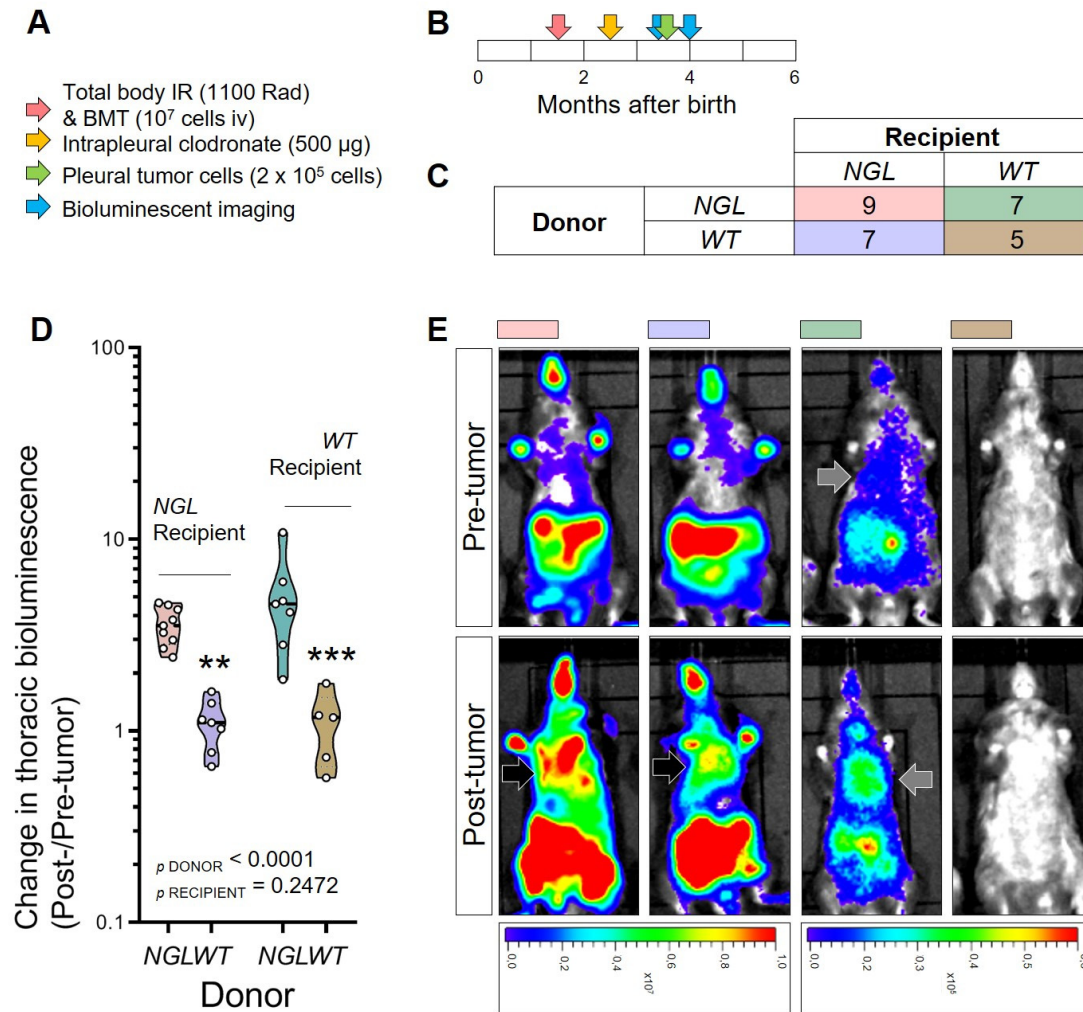 A
Total body IR (1100 Rad)
& BMT (10⁷ cells iv)
Intrapleural clodronate (500 µg)
Pleural tumor cells (2 x 10⁵ cells)
Bioluminescent imaging
B
0 2 4 6
Months after birth
C
Recipient
NGL WT
Donor NGL 9 7
WT 7 5
D
Change in thoracic bioluminescence
(Post-/Pre-tumor)
100
10
1
0.1
WT
Recipient
NGL
Recipient
**
***
p DONOR < 0.0001
p RECIPIENT = 0.2472
NGL WT NGL WT
Donor
E
Pre-tumor
Post-tumor
0,0 0,2 0,4 0,6 0,8 1,0
x10⁷
0,0 0,2 0,3 0,5 0,6
x10⁵